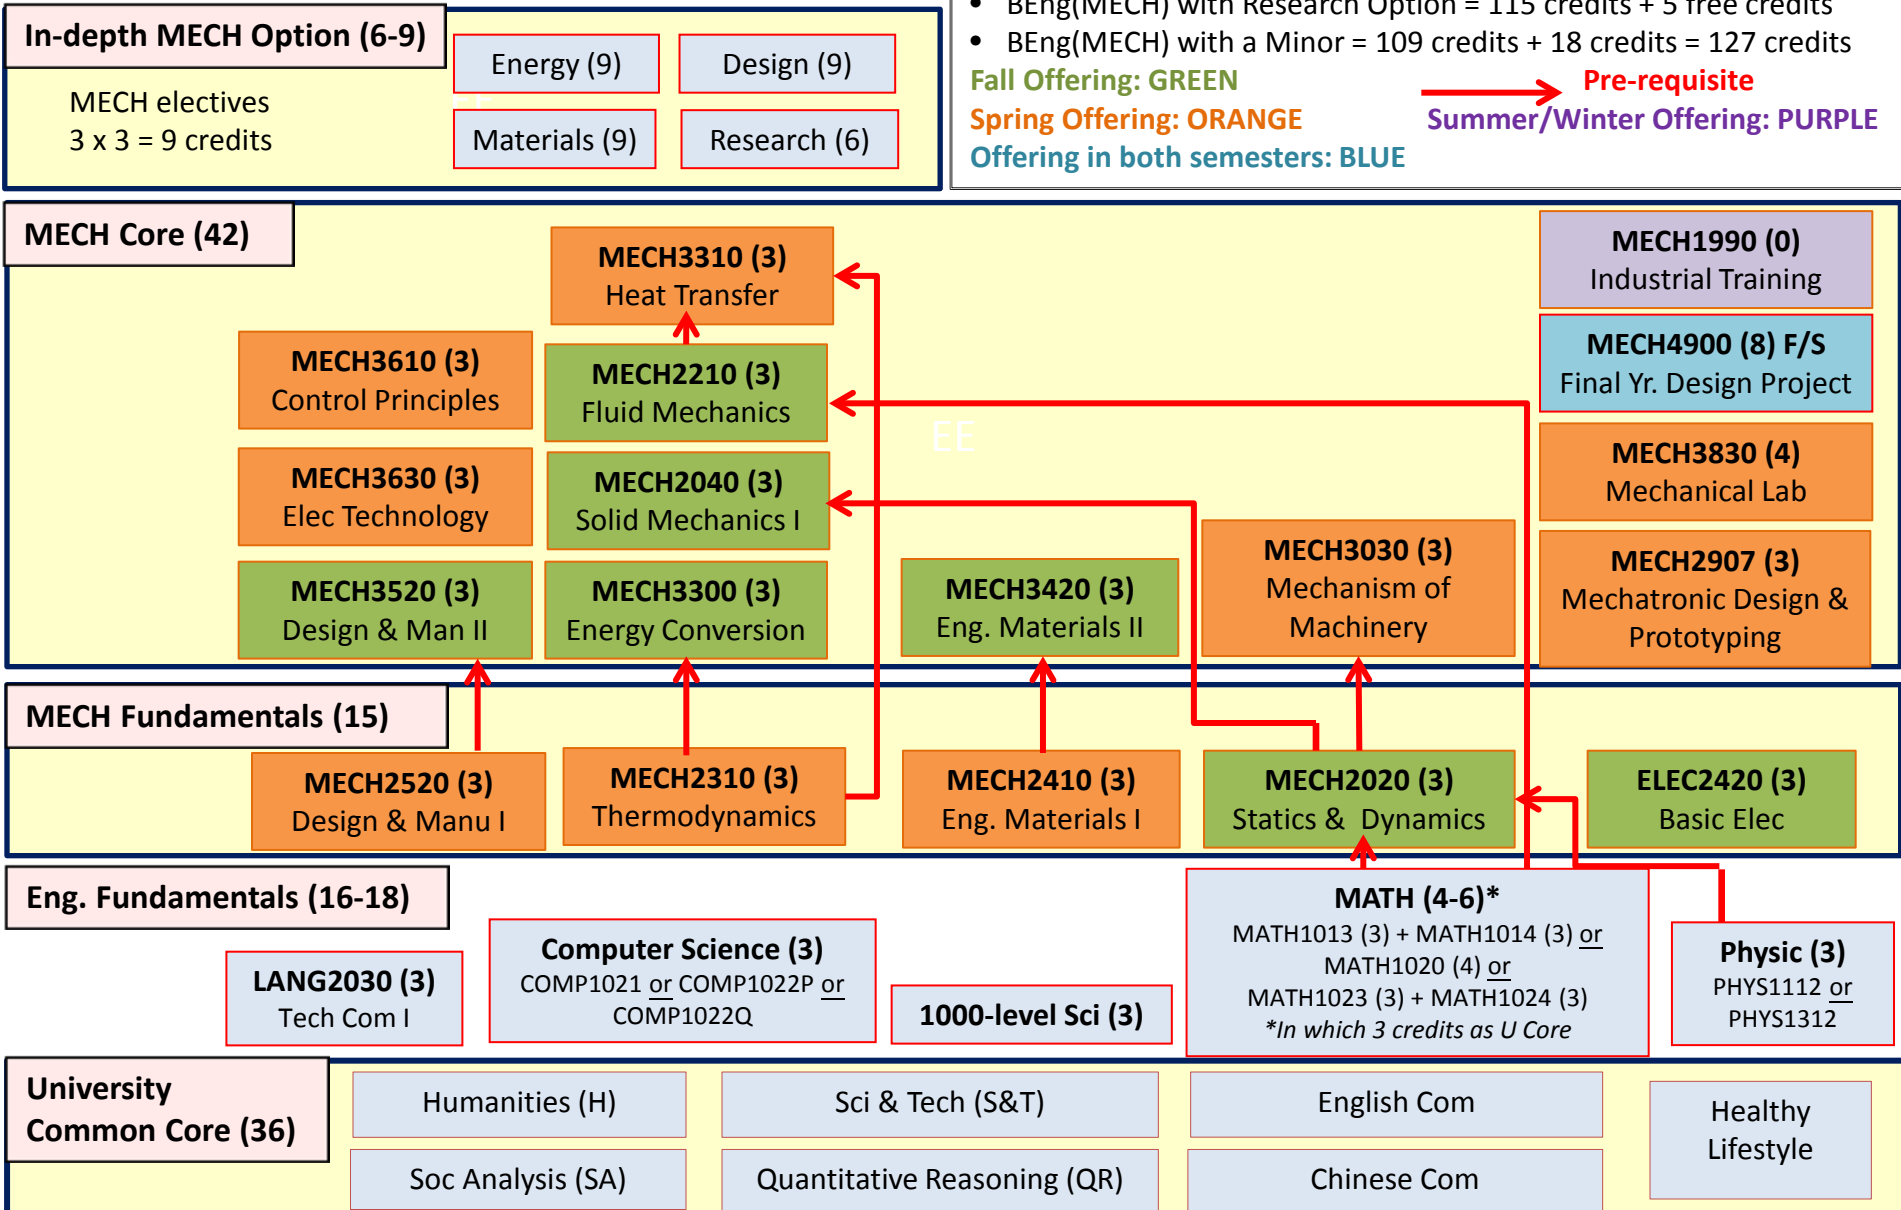 In-depth MECH Option (6-9)
MECH electives
3 x 3 = 9 credits
Energy (9)
Design (9)
Materials (9)
Research (6)
• BEng(MECH) with Research Option = 115 credits + 5 free credits
• BEng(MECH) with a Minor = 109 credits + 18 credits = 127 credits
Fall Offering: GREEN
Pre-requisite
Spring Offering: ORANGE
Summer/Winter Offering: PURPLE
Offering in both semesters: BLUE
MECH Core (42)
MECH3310 (3)
Heat Transfer
MECH1990 (0)
Industrial Training
MECH3610 (3)
Control Principles
MECH2210 (3)
Fluid Mechanics
MECH4900 (8) F/S
Final Yr. Design Project
EE
MECH3630 (3)
Elec Technology
MECH2040 (3)
Solid Mechanics I
MECH3830 (4)
Mechanical Lab
MECH3520 (3)
Design & Man II
MECH3300 (3)
Energy Conversion
MECH3420 (3)
Eng. Materials II
MECH3030 (3)
Mechanism of
Machinery
MECH2907 (3)
Mechatronic Design &
Prototyping
MECH Fundamentals (15)
MECH2520 (3)
Design & Manu I
MECH2310 (3)
Thermodynamics
MECH2410 (3)
Eng. Materials I
MECH2020 (3)
Statics & Dynamics
ELEC2420 (3)
Basic Elec
Eng. Fundamentals (16-18)
LANG2030 (3)
Tech Com I
Computer Science (3)
COMP1021 or COMP1022P or
COMP1022Q
1000-level Sci (3)
MATH (4-6)*
MATH1013 (3) + MATH1014 (3) or
MATH1020 (4) or
MATH1023 (3) + MATH1024 (3)
*In which 3 credits as U Core
Physic (3)
PHYS1112 or
PHYS1312
University
Common Core (36)
Humanities (H)
Sci & Tech (S&T)
English Com
Healthy
Lifestyle
Soc Analysis (SA)
Quantitative Reasoning (QR)
Chinese Com